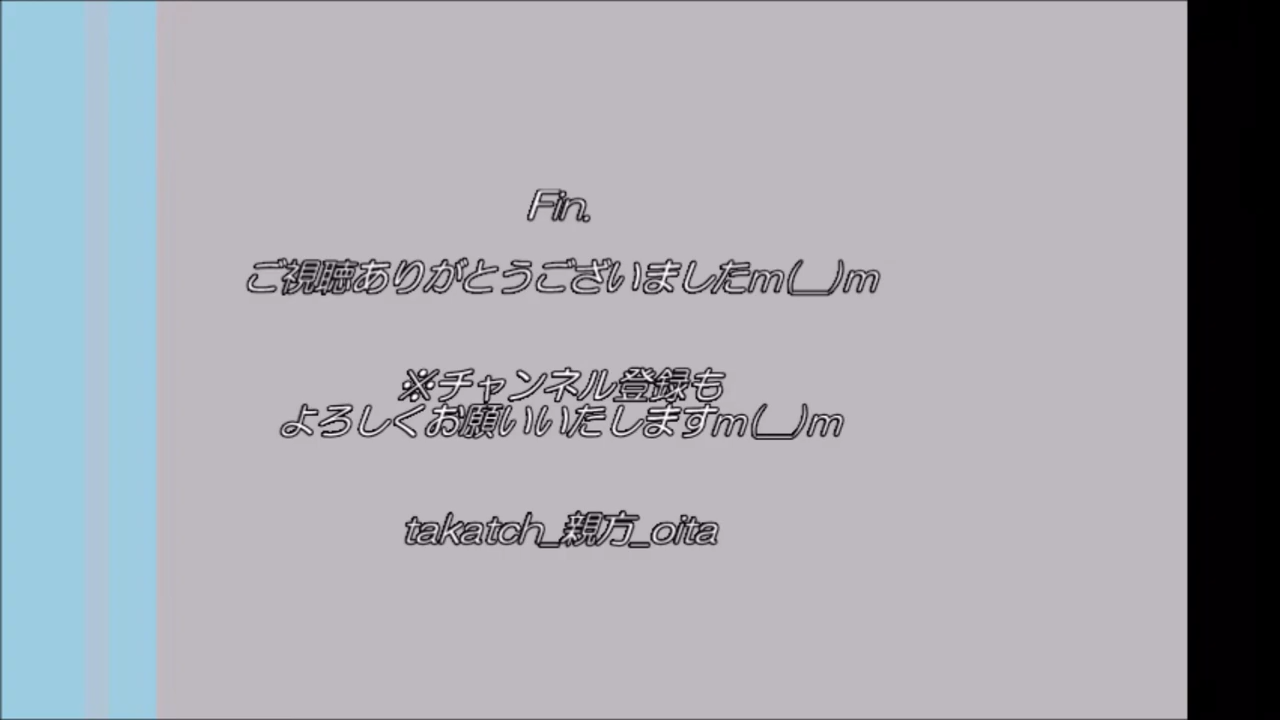 Fin.
ご視聴ありがとうございましたm(__)m
※チャンネル登録も
よろしくお願いいたしますm(__)m
takatch_親方_oita